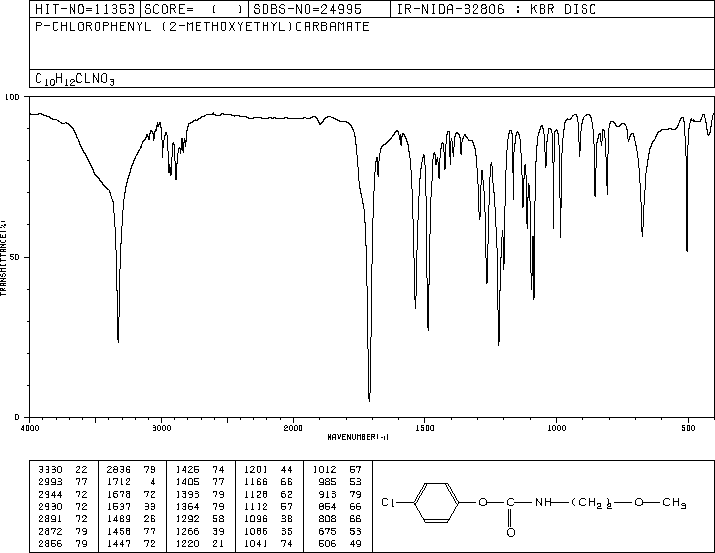 HIT-NO=11353 SCORE= ( ) SDBS-NO=24995 IR-NIDA-32806 : KBR DISC
P-CHLOROPHENYL (2-METHOXYETHYL)CARBAMATE
C10H12CLNO3
100
50
0
TRANSMITTANCE(%)
4000 3000 2000 1500 1000 500
WAVENUMBER(-1)
3330 22 2836 79 1426 74 1201 44 1012 57
2993 77 1712 4 1405 77 1166 66 985 53
2944 72 1678 72 1393 79 1128 62 913 79
2930 72 1537 33 1364 79 1112 57 854 66
2891 72 1489 26 1292 58 1096 38 808 66
2872 79 1458 77 1266 39 1086 35 675 53
2856 79 1447 72 1220 21 1041 74 506 49
Cl O C NH (CH2)2 O CH3
O